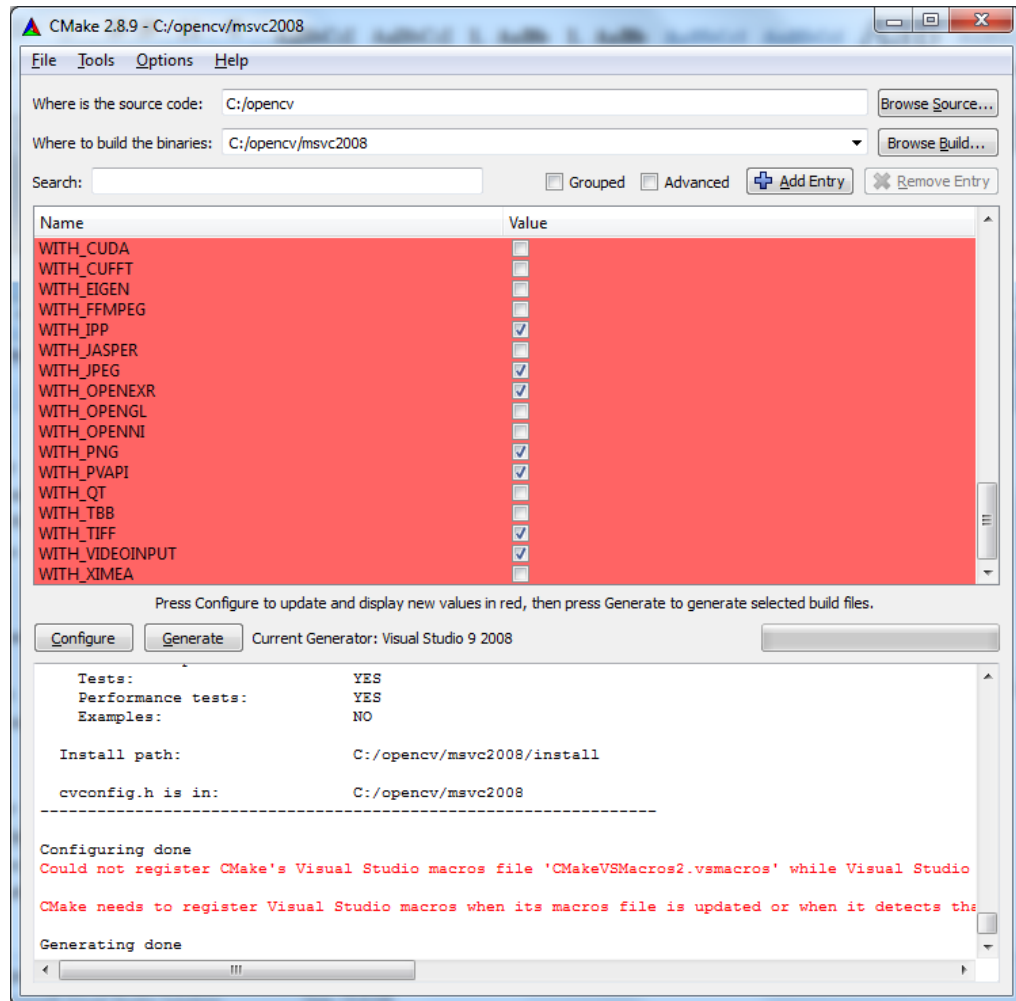 CMake 2.8.9 - C:/opencv/msvc2008
File Tools Options Help
Where is the source code: C:/opencv Browse Source...
Where to build the binaries: C:/opencv/msvc2008 Browse Build...
Search: Grouped Advanced Add Entry Remove Entry
Name Value
WITH_CUDA
WITH_CUFFT
WITH_EIGEN
WITH_FFMPEG
WITH_IPP
WITH_JASPER
WITH_JPEG
WITH_OPENEXR
WITH_OPENGL
WITH_OPENNI
WITH_PNG
WITH_PVAPI
WITH_QT
WITH_TBB
WITH_TIFF
WITH_VIDEOINPUT
WITH_XIMEA
Press Configure to update and display new values in red, then press Generate to generate selected build files.
Configure Generate Current Generator: Visual Studio 9 2008
Tests: YES
Performance tests: YES
Examples: NO
Install path: C:/opencv/msvc2008/install
cvconfig.h is in: C:/opencv/msvc2008
-----------------------------------------------------------------
Configuring done
Could not register CMake's Visual Studio macros file 'CMakeVSMacros2.vsmacros' while Visual Studio
CMake needs to register Visual Studio macros when its macros file is updated or when it detects tha
Generating done